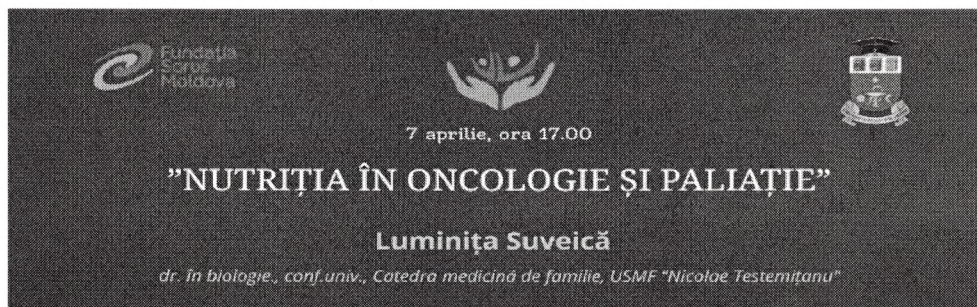 Fundația
Soros
Moldova
7 aprilie, ora 17.00
”NUTRIȚIA ÎN ONCOLOGIE ȘI PALIAȚIE”
Luminița Suveică
dr. în biologie., conf.univ., Catedra medicină de familie, USMF "Nicolae Testemițanu"